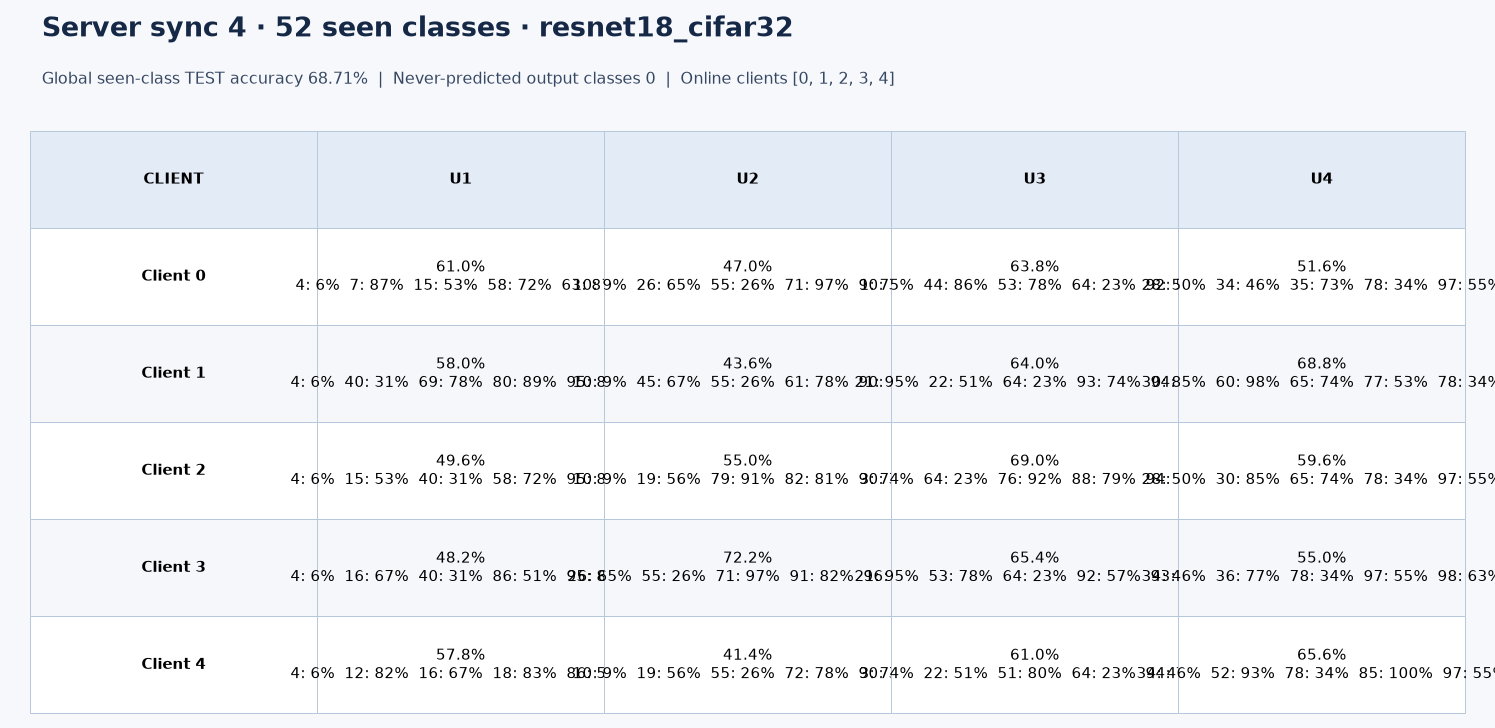 Server sync 4 · 52 seen classes · resnet18_cifar32
Global seen-class TEST accuracy 68.71% | Never-predicted output classes 0 | Online clients [0, 1, 2, 3, 4]
CLIENT U1 U2 U3 U4
Client 0
61.0%
4: 6% 7: 87% 15: 53% 58: 72%
47.0%
26: 65% 55: 26% 71: 97%
63.8%
44: 86% 53: 78% 64: 23%
51.6%
34: 46% 35: 73% 78: 34% 97: 55%
Client 1
58.0%
4: 6% 40: 31% 69: 78% 80: 89%
43.6%
45: 67% 55: 26% 61: 78%
64.0%
22: 51% 64: 23% 93: 74%
68.8%
60: 98% 65: 74% 77: 53% 78: 34%
Client 2
49.6%
4: 6% 15: 53% 40: 31% 58: 72%
55.0%
19: 56% 79: 91% 82: 81%
69.0%
64: 23% 76: 92% 88: 79%
59.6%
30: 85% 65: 74% 78: 34% 97: 55%
Client 3
48.2%
4: 6% 16: 67% 40: 31% 86: 51%
72.2%
55: 26% 71: 97% 91: 82%
65.4%
53: 78% 64: 23% 92: 57%
55.0%
36: 77% 78: 34% 97: 55% 98: 63%
Client 4
57.8%
4: 6% 12: 82% 16: 67% 18: 83%
41.4%
19: 56% 55: 26% 72: 78%
61.0%
22: 51% 51: 80% 64: 23%
65.6%
52: 93% 78: 34% 85: 100% 97: 55%